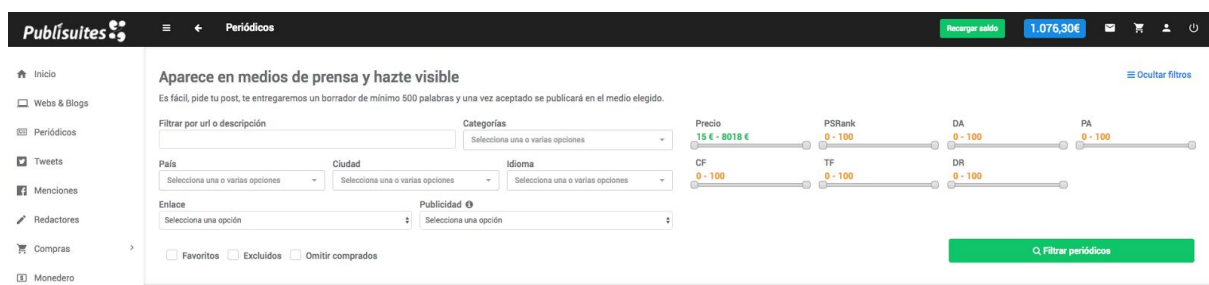 Publisuites
Periódicos
Recargar saldo
1.076,30€
Inicio
Webs & Blogs
Periódicos
Tweets
Menciones
Redactores
Compras
Monedero
Aparece en medios de prensa y hazte visible
Ocultar filtros
Es fácil, pide tu post, te entregaremos un borrador de mínimo 500 palabras y una vez aceptado se publicará en el medio elegido.
Filtrar por url o descripción
Categorías
Selecciona una o varias opciones
País
Selecciona una o varias opciones
Ciudad
Selecciona una o varias opciones
Idioma
Selecciona una o varias opciones
Enlace
Selecciona una opción
Publicidad
Selecciona una opción
Favoritos
Excluidos
Omitir comprados
Precio
15 € - 8018 €
PSRank
0 - 100
DA
0 - 100
PA
0 - 100
CF
0 - 100
TF
0 - 100
DR
0 - 100
Filtrar periódicos